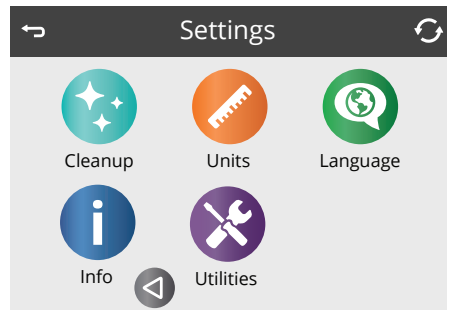 Settings
Cleanup
Units
Language
Info
Utilities